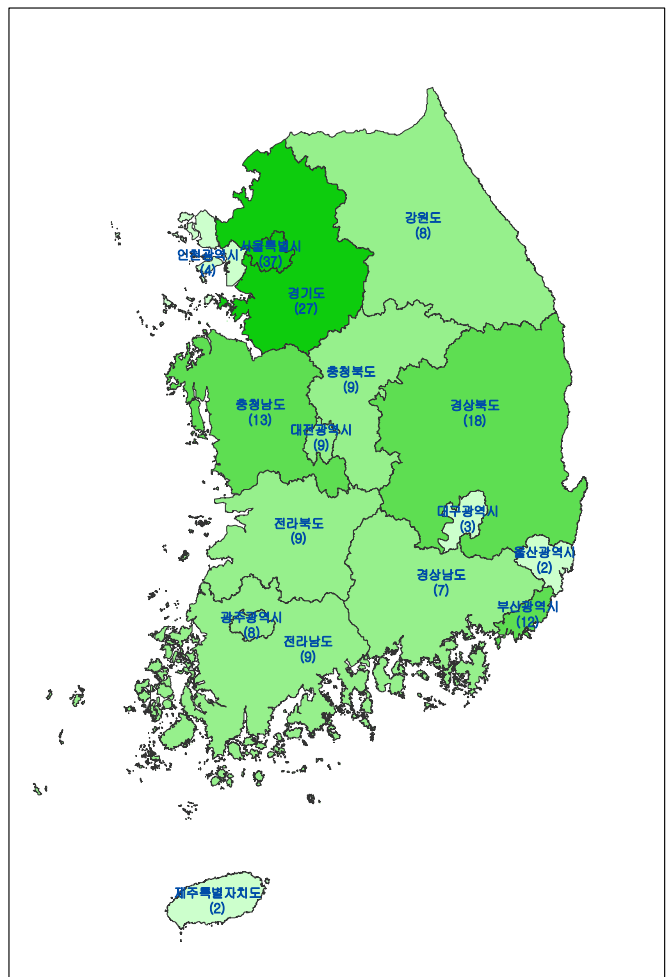 강원도
(8)
서울특별시
(37)
인천광역시
(4)
경기도
(27)
충청북도
(9)
충청남도
(13)
경상북도
(18)
대전광역시
(9)
대구광역시
(3)
전라북도
(9)
울산광역시
(2)
경상남도
(7)
부산광역시
(12)
광주광역시
(8)
전라남도
(9)
제주특별자치도
(2)